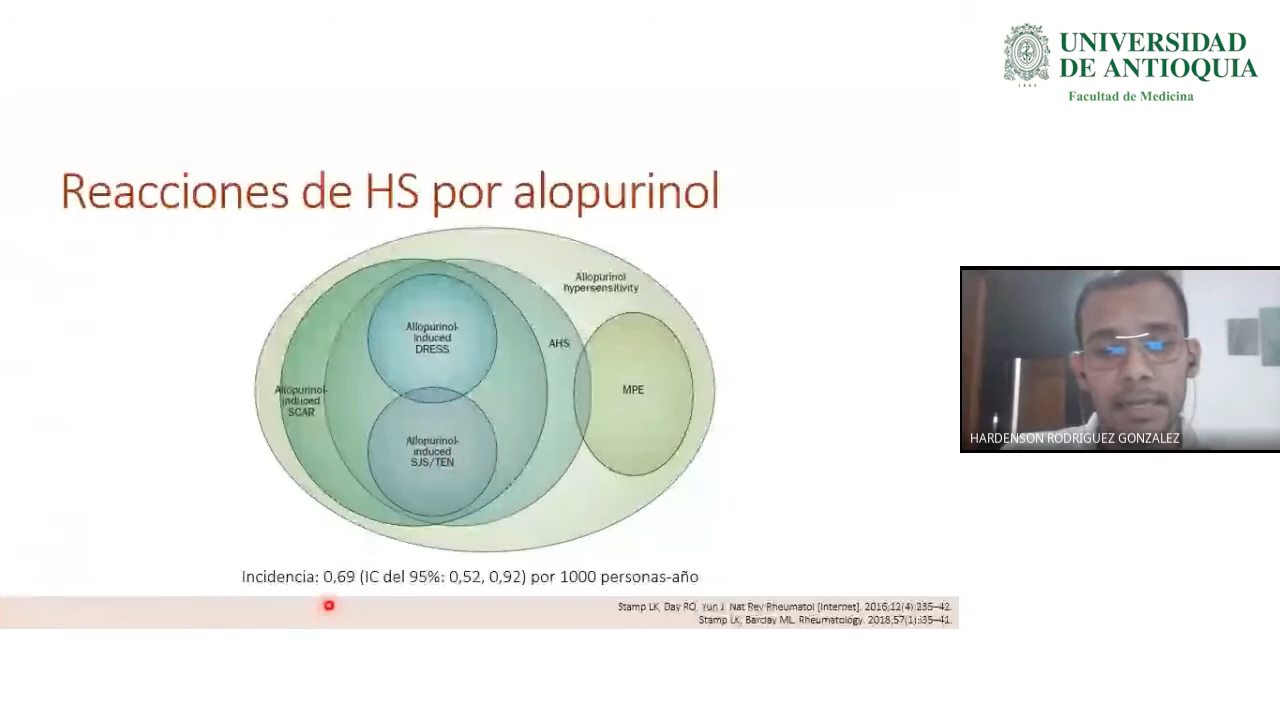 UNIVERSIDAD
DE ANTIOQUIA
Facultad de Medicina
1803
Reacciones de HS por alopurinol
Allopurinol
hypersensitivity
Allopurinol-
induced
DRESS
AHS
Allopurinol-
induced
SCAR
MPE
Allopurinol-
induced
SJS/TEN
HARDENSON RODRIGUEZ GONZALEZ
Incidencia: 0,69 (IC del 95%: 0,52, 0,92) por 1000 personas-año
Stamp LK, Day RO, Yun J. Nat Rev Rheumatol [Internet]. 2016;12(4):235–42.
Stamp LK, Barclay ML. Rheumatology. 2018;57(1):i35–41.